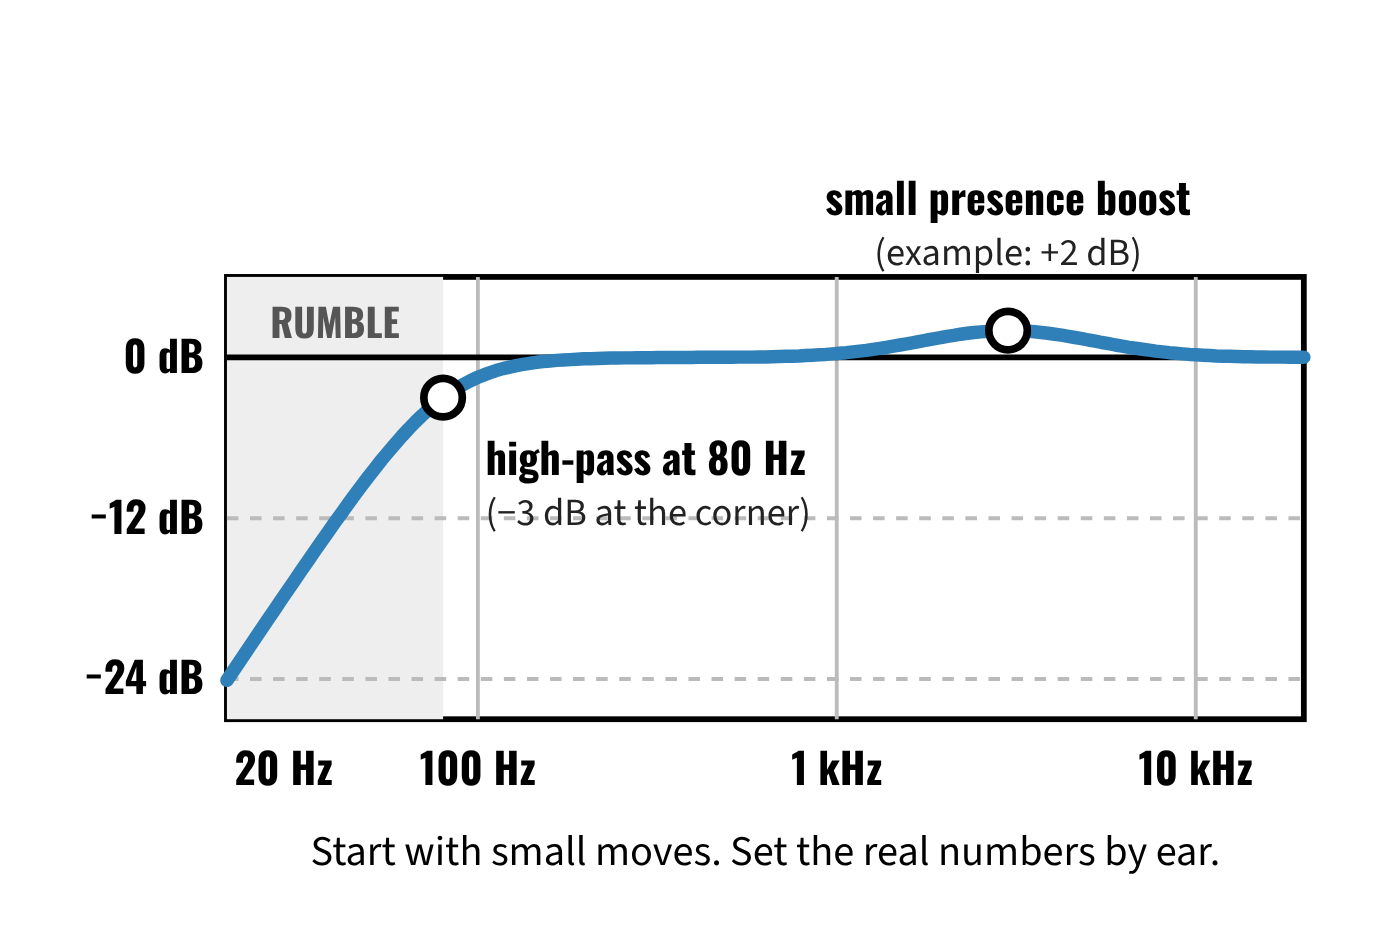 small presence boost
(example: +2 dB)
RUMBLE
0 dB
high-pass at 80 Hz
(−3 dB at the corner)
−12 dB
−24 dB
20 Hz
100 Hz
1 kHz
10 kHz
Start with small moves. Set the real numbers by ear.